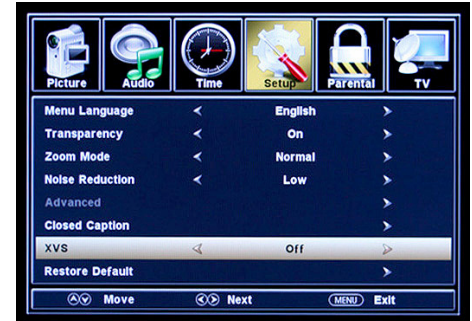 Picture Audio Time Setup Parental TV
Menu Language English
Transparency On
Zoom Mode Normal
Noise Reduction Low
Advanced
Closed Caption
XVS Off
Restore Default
Move Next MENU Exit